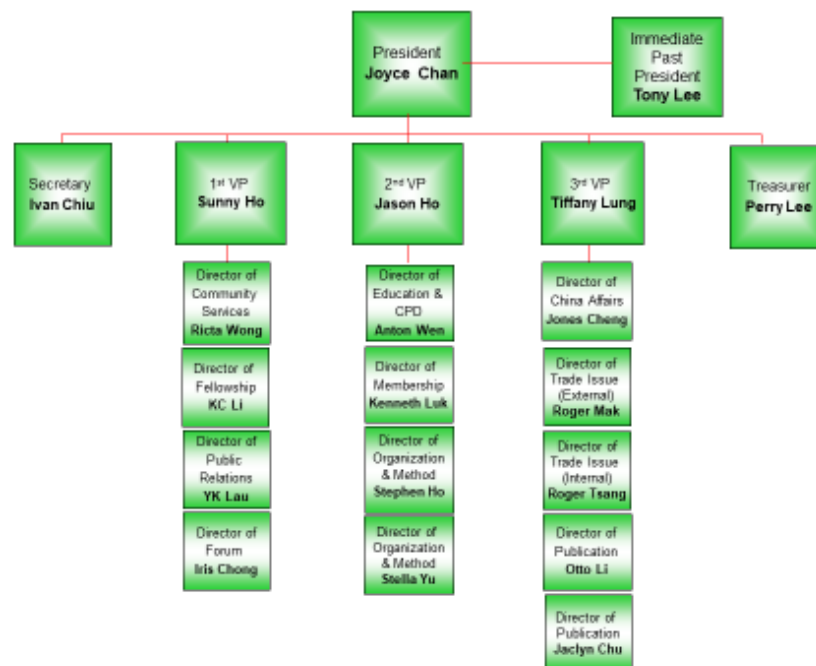 President
Joyce Chan
Immediate
Past
President
Tony Lee
Secretary
Ivan Chiu
1st VP
Sunny Ho
2nd VP
Jason Ho
3rd VP
Tiffany Lung
Treasurer
Perry Lee
Director of
Community
Services
Ricta Wong
Director of
Fellowship
KC Li
Director of
Public
Relations
YK Lau
Director of
Forum
Iris Chong
Director of
Education &
CPD
Anton Wen
Director of
Membership
Kenneth Luk
Director of
Organization
& Method
Stephen Ho
Director of
Organization
& Method
Stella Yu
Director of
China Affairs
Jones Cheng
Director of
Trade Issue
(External)
Roger Mak
Director of
Trade Issue
(Internal)
Roger Tsang
Director of
Publication
Otto Li
Director of
Publication
Jaclyn Chu